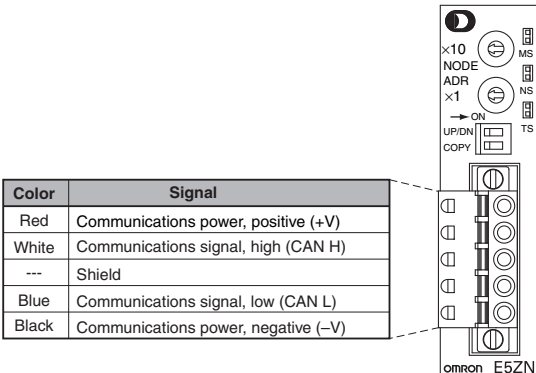 Color Signal
Red Communications power, positive (+V)
White Communications signal, high (CAN H)
--- Shield
Blue Communications signal, low (CAN L)
Black Communications power, negative (−V)
×10
NODE
ADR
×1
MS
NS
TS
→ ON
UP/DN
COPY
OMRON E5ZN